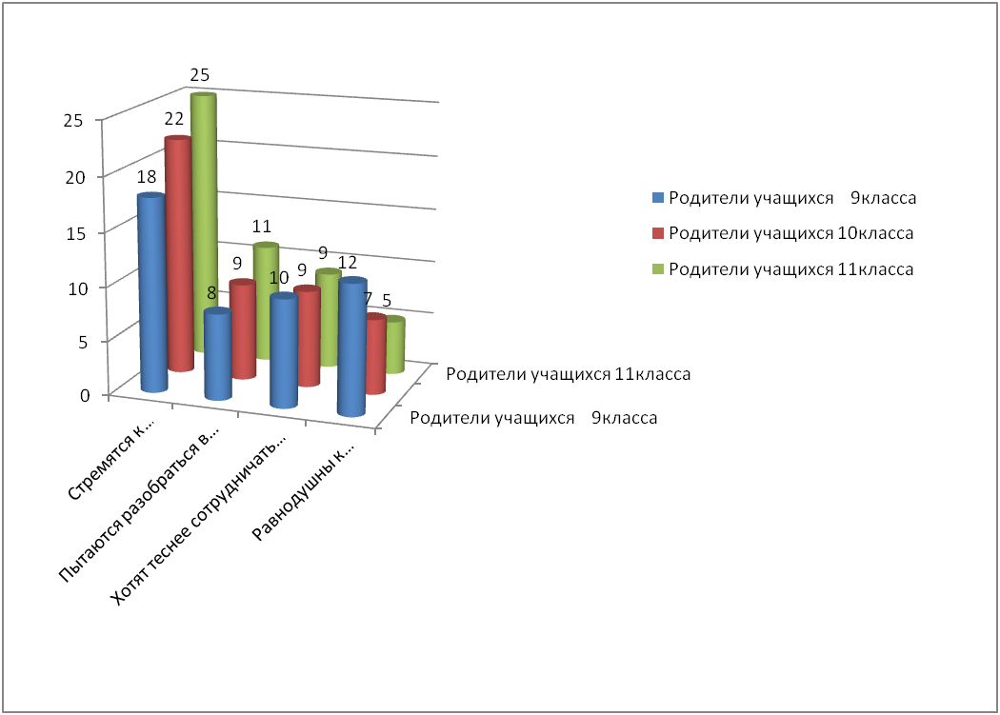 25
20
15
10
5
0
18
22
25
8
9
11
10
9
9
12
7
5
Стремятся к...
Пытаются разобраться в...
Хотят теснее сотрудничать...
Равнодушны к...
Родители учащихся 11класса
Родители учащихся 9класса
Родители учащихся 9класса
Родители учащихся 10класса
Родители учащихся 11класса